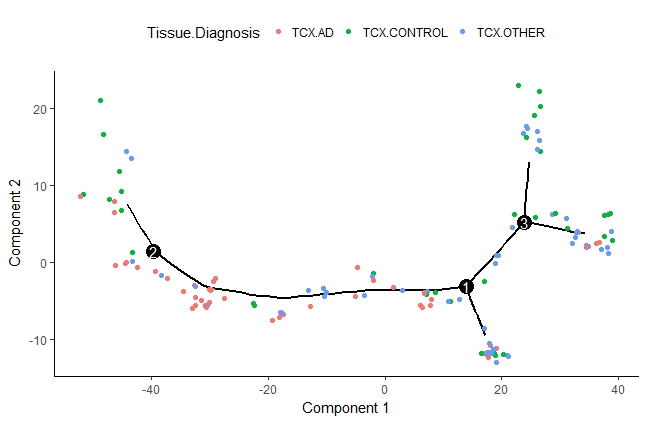 Tissue.Diagnosis TCX.AD TCX.CONTROL TCX.OTHER
20
10
0
-10
Component 2
2
3
1
-40 -20 0 20 40
Component 1